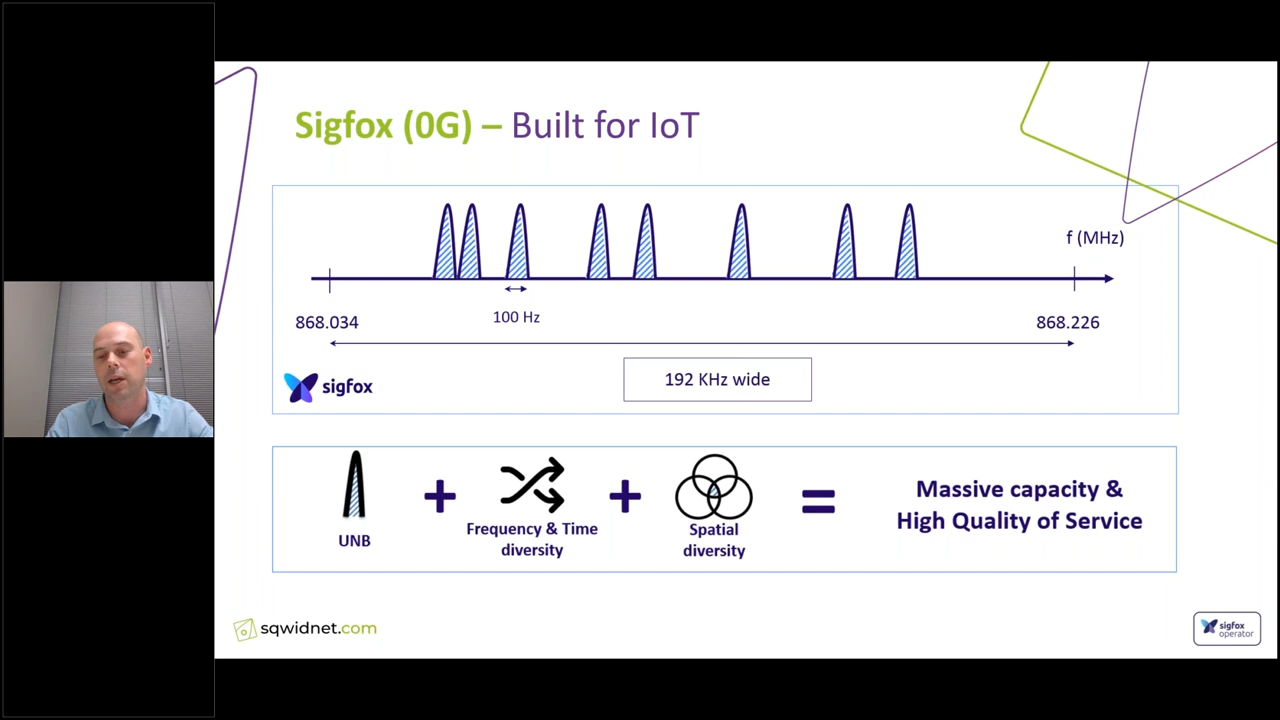 Sigfox (0G) – Built for IoT
f (MHz)
100 Hz
868.034
868.226
192 KHz wide
sigfox
UNB
+
Frequency & Time
diversity
+
Spatial
diversity
=
Massive capacity &
High Quality of Service
sqwidnet.com
sigfox
operator